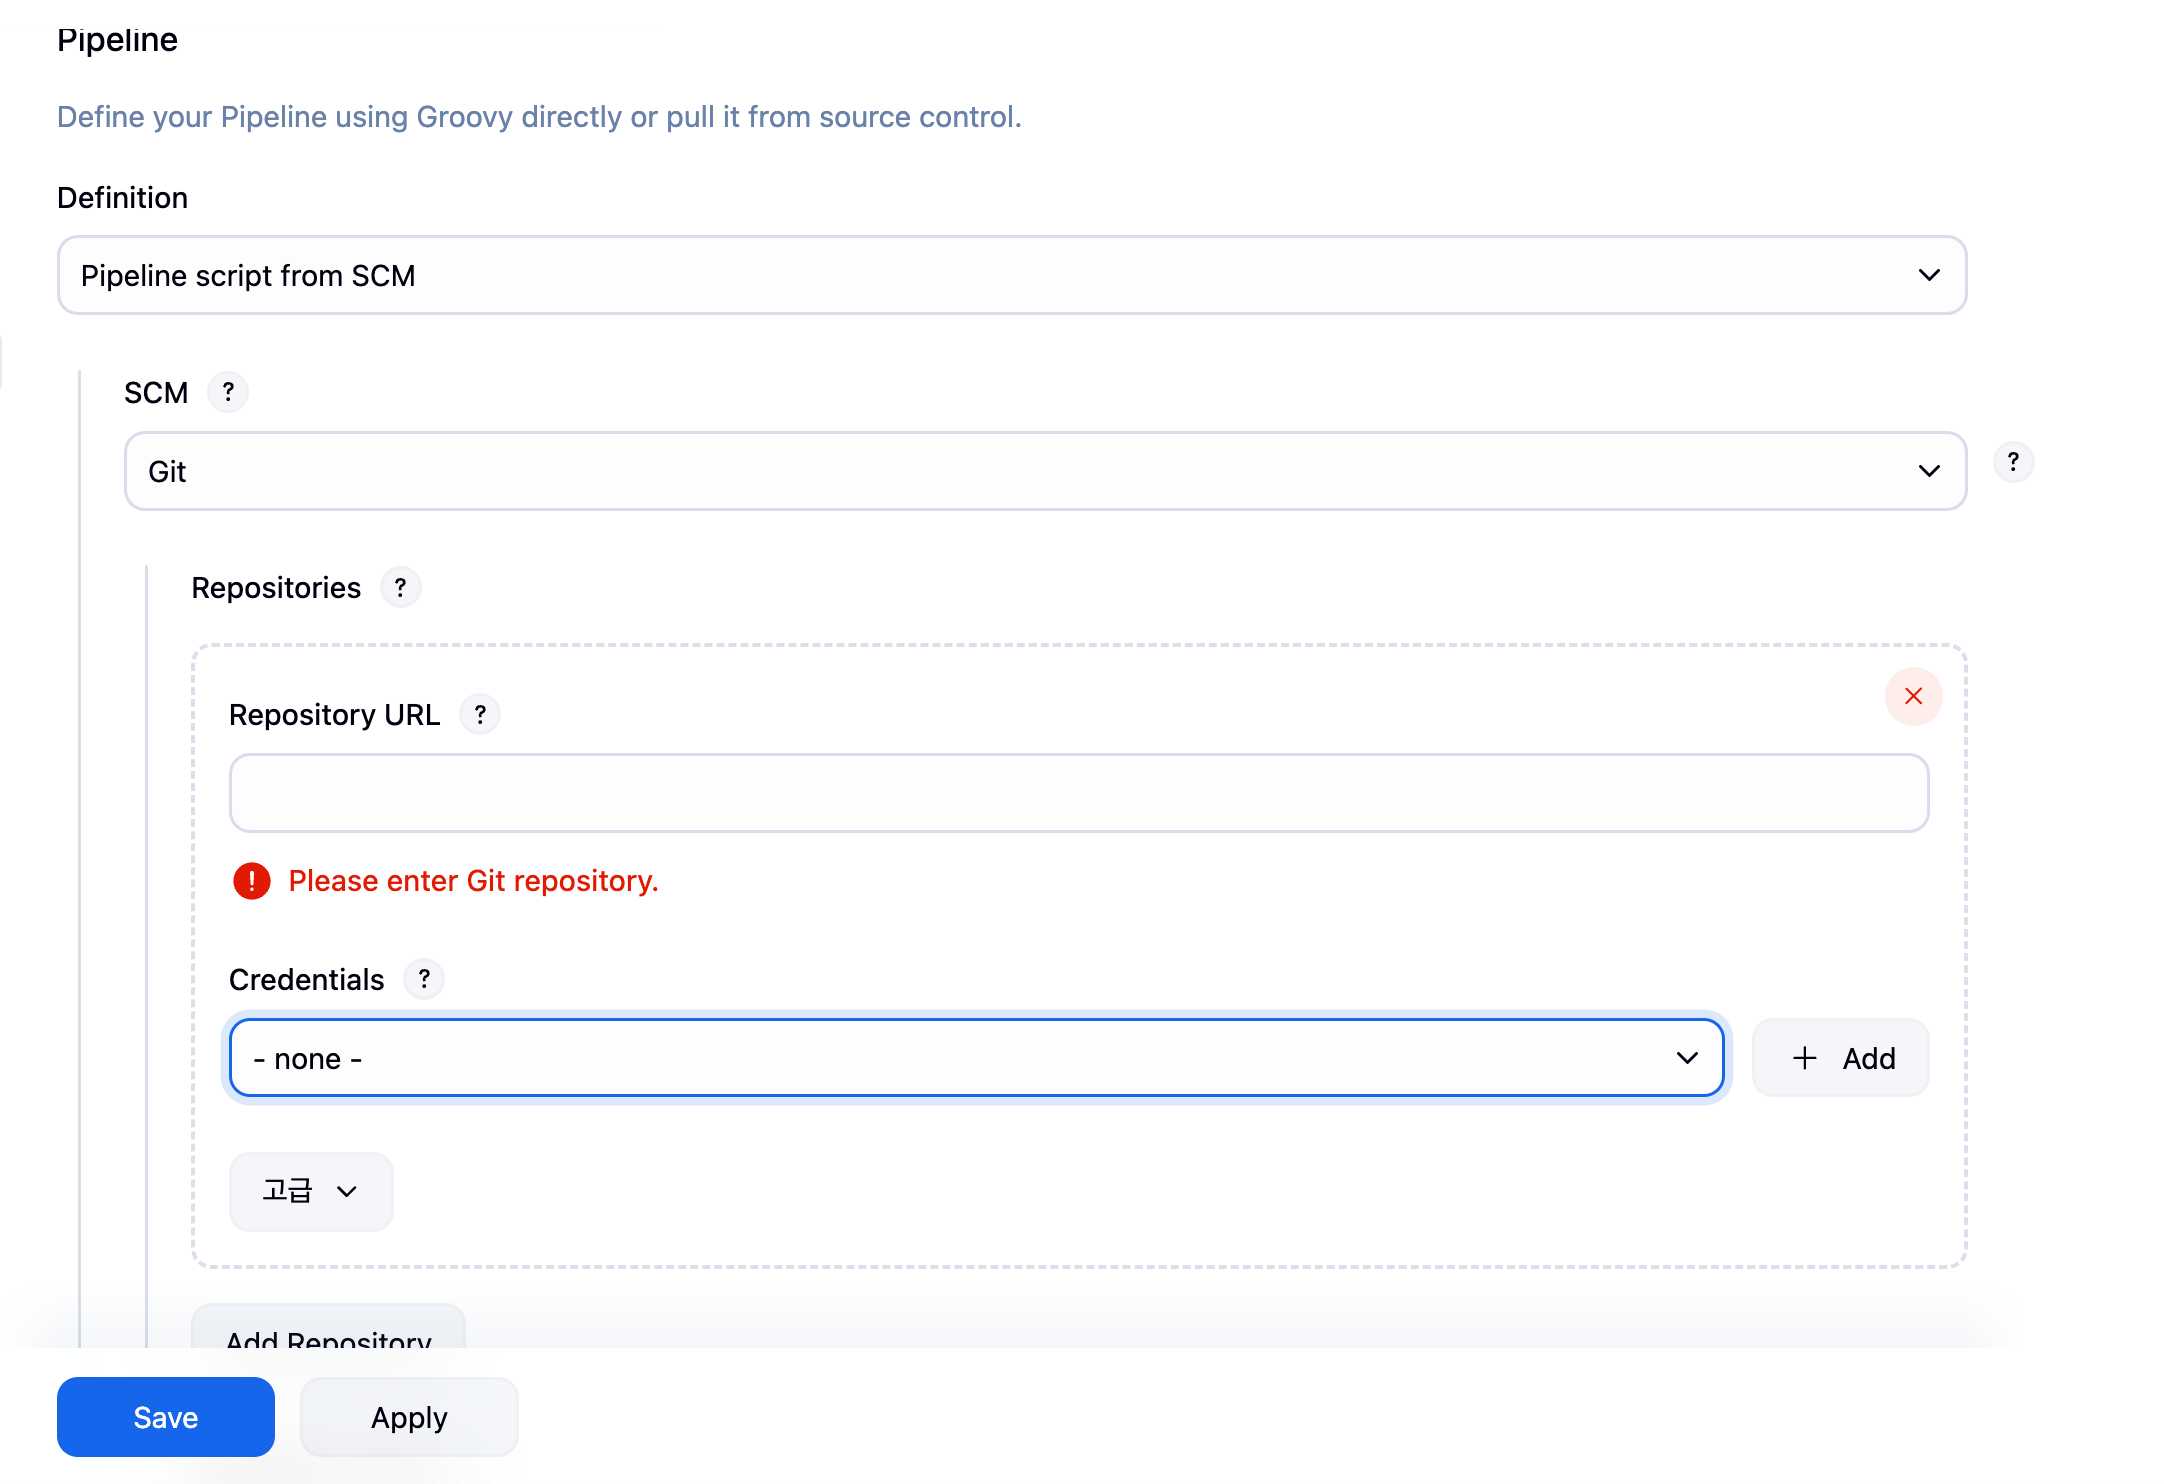 Pipeline
Define your Pipeline using Groovy directly or pull it from source control.
Definition
Pipeline script from SCM
SCM ?
Git
?
Repositories ?
Repository URL ?
Please enter Git repository.
Credentials ?
- none -
+ Add
고급
Add Repository
Save
Apply